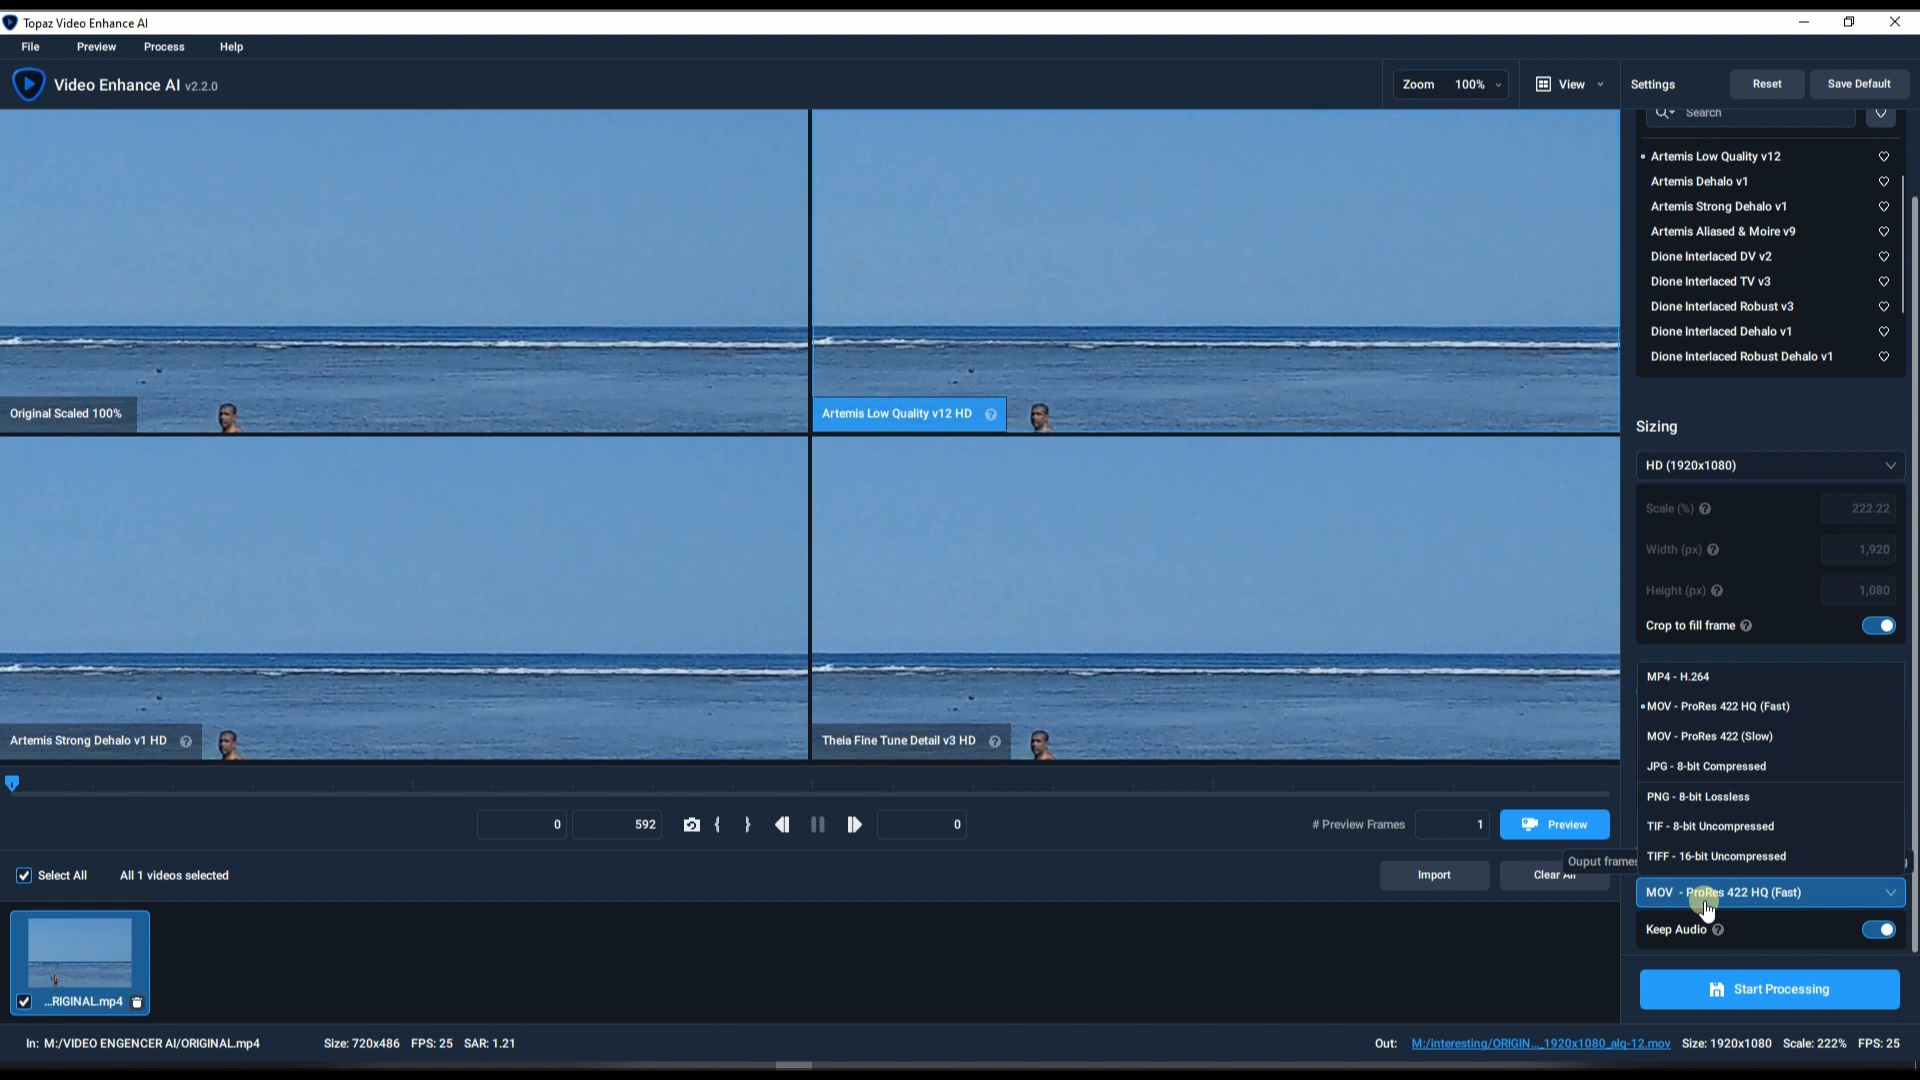 Topaz Video Enhance AI
File Preview Process Help
Video Enhance AI v2.2.0
Zoom 100% View Settings Reset Save Default
Search
Artemis Low Quality v12
Artemis Dehalo v1
Artemis Strong Dehalo v1
Artemis Aliased & Moire v9
Dione Interlaced DV v2
Dione Interlaced TV v3
Dione Interlaced Robust v3
Dione Interlaced Dehalo v1
Dione Interlaced Robust Dehalo v1
Original Scaled 100%
Artemis Low Quality v12 HD
Artemis Strong Dehalo v1 HD
Theia Fine Tune Detail v3 HD
Sizing
HD (1920x1080)
Scale (%) 222.22
Width (px) 1,920
Height (px) 1,080
Crop to fill frame
MP4 - H.264
MOV - ProRes 422 HQ (Fast)
MOV - ProRes 422 (Slow)
JPG - 8-bit Compressed
PNG - 8-bit Lossless
TIF - 8-bit Uncompressed
TIFF - 16-bit Uncompressed
MOV - ProRes 422 HQ (Fast)
Keep Audio
Start Processing
0 592 0
# Preview Frames 1 Preview
Ouput frames
Select All All 1 videos selected
Import Clear All
...RIGINAL.mp4
In: M:/VIDEO ENGENCER AI/ORIGINAL.mp4 Size: 720x486 FPS: 25 SAR: 1.21
Out: M:/interesting/ORIGIN..._1920x1080_alq-12.mov Size: 1920x1080 Scale: 222% FPS: 25